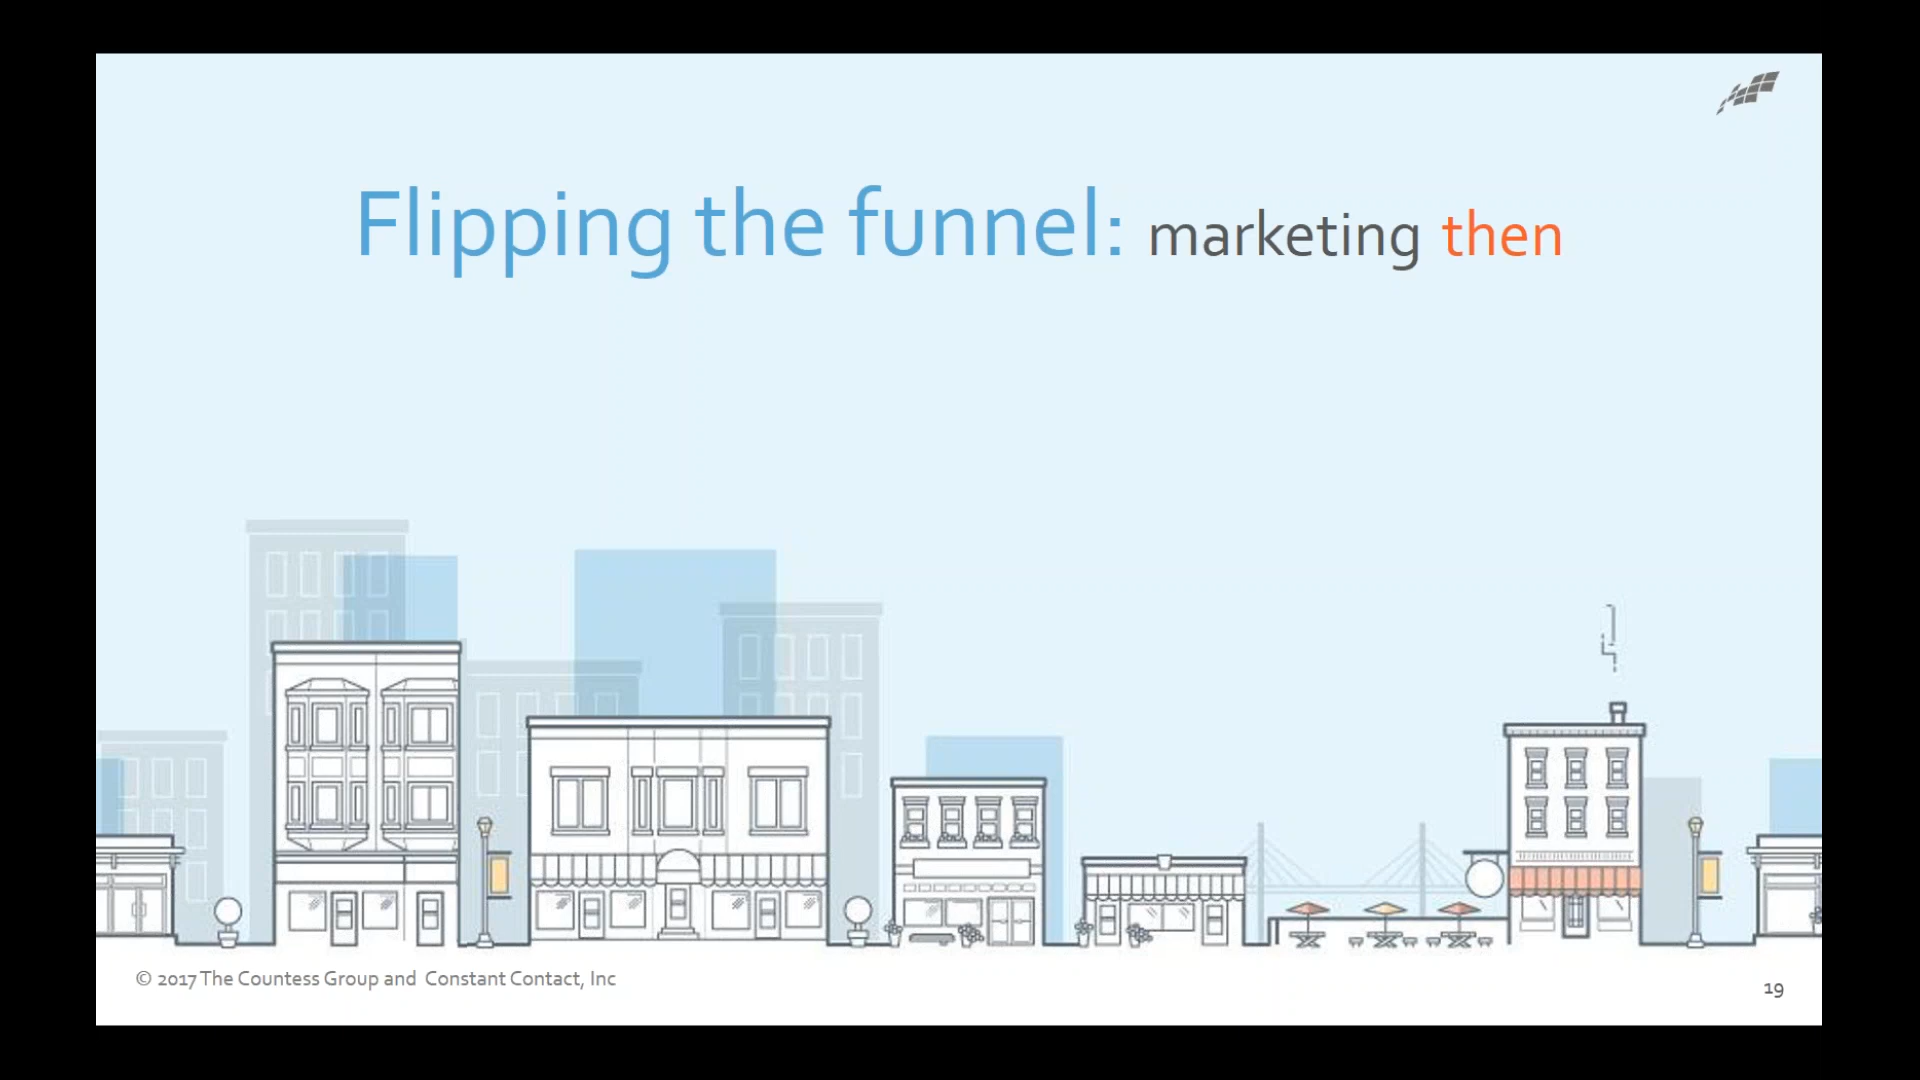 Flipping the funnel: marketing then
© 2017 The Countess Group and Constant Contact, Inc
19